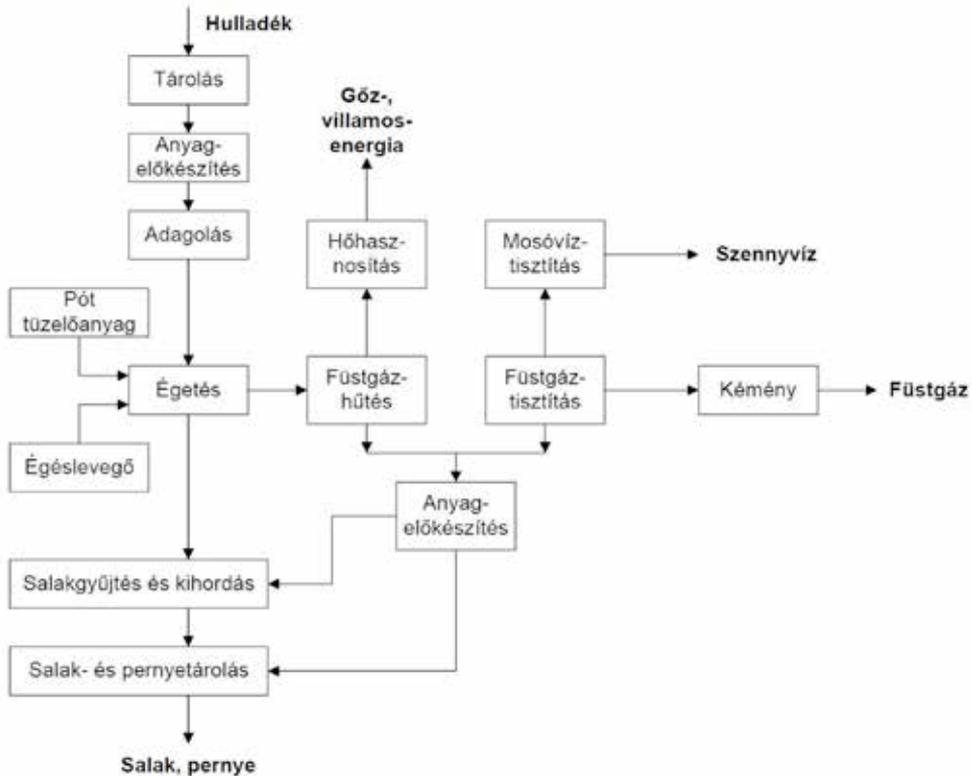 Hulladék
Tárolás
Anyag-
előkészítés
Adagolás
Pót
tüzelőanyag
Égetés
Égéslevegő
Gőz-,
villamos-
energia
Hőhasz-
nosítás
Füstgáz-
hűtés
Mosóvíz-
tisztítás
Szennyvíz
Füstgáz-
tisztítás
Kémény
Füstgáz
Anyag-
előkészítés
Salakgyűjtés és kihordás
Salak- és pernyetárolás
Salak, pernye